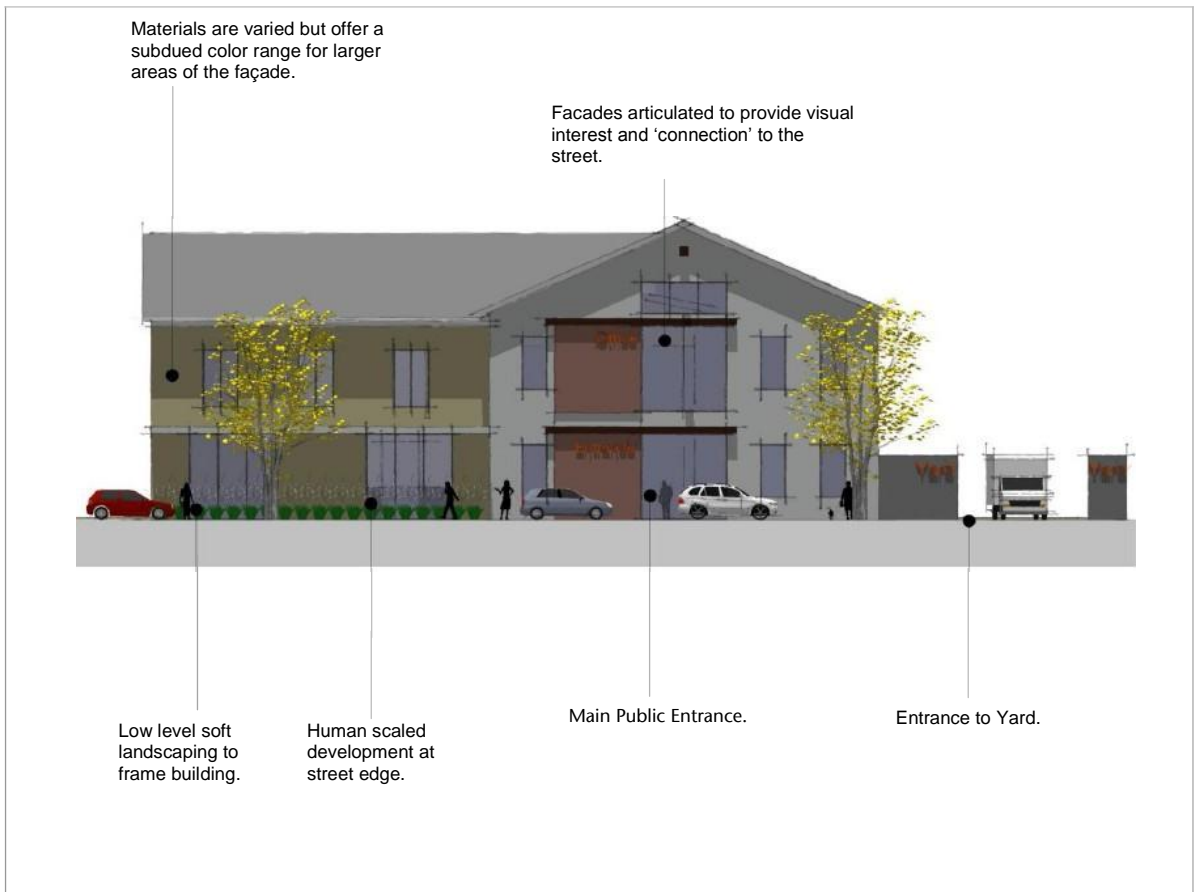 Materials are varied but offer a
subdued color range for larger
areas of the façade.
Facades articulated to provide visual
interest and ‘connection’ to the
street.
Low level soft
landscaping to
frame building.
Human scaled
development at
street edge.
Main Public Entrance.
Entrance to Yard.